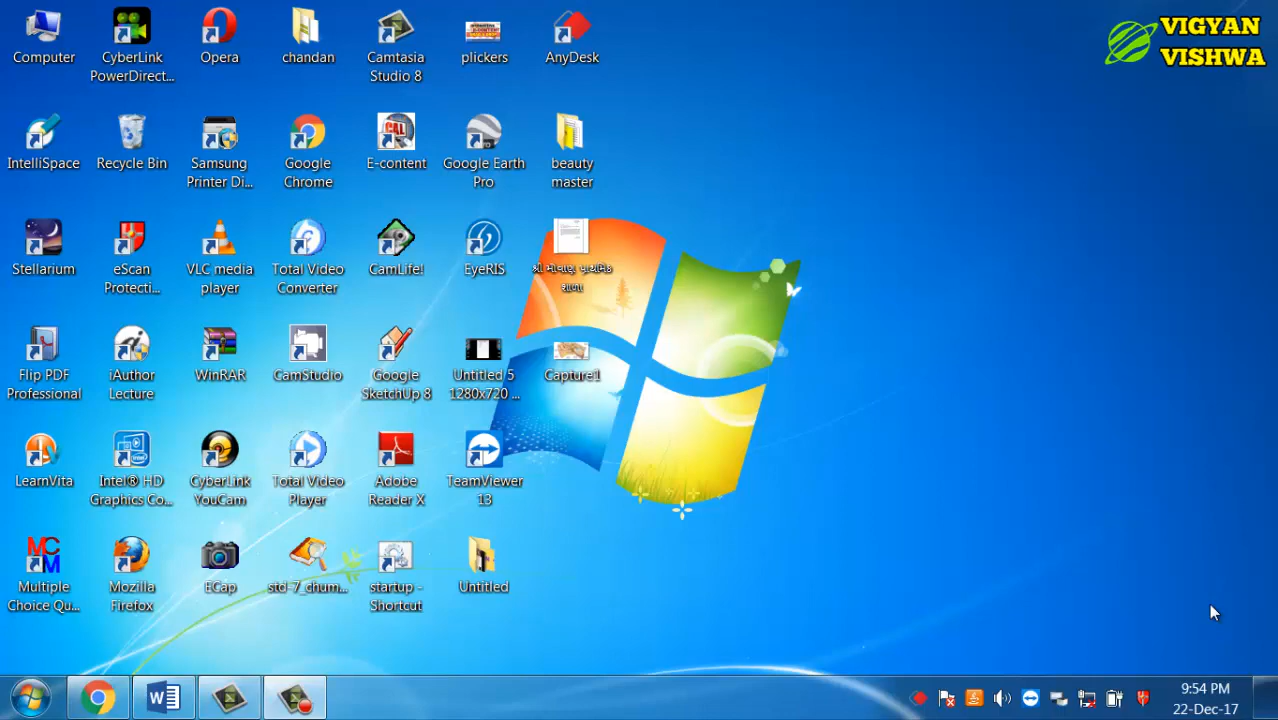 Computer
CyberLink
PowerDirect...
Opera
chandan
Camtasia
Studio 8
plickers
AnyDesk
VIGYAN
VISHWA
IntelliSpace
Recycle Bin
Samsung
Printer Di...
Google
Chrome
E-content
Google Earth
Pro
beauty
master
Stellarium
eScan
Protecti...
VLC media
player
Total Video
Converter
CamLife!
EyeRIS
શ્રી મોવાણ પ્રાથમિક
શાળા
Flip PDF
Professional
iAuthor
Lecture
WinRAR
CamStudio
Google
SketchUp 8
Untitled 5
1280x720 ...
Capture1
LearnVita
Intel® HD
Graphics Co...
CyberLink
YouCam
Total Video
Player
Adobe
Reader X
TeamViewer
13
Multiple
Choice Qu...
Mozilla
Firefox
ECap
std-7_chum...
startup -
Shortcut
Untitled
9:54 PM
22-Dec-17